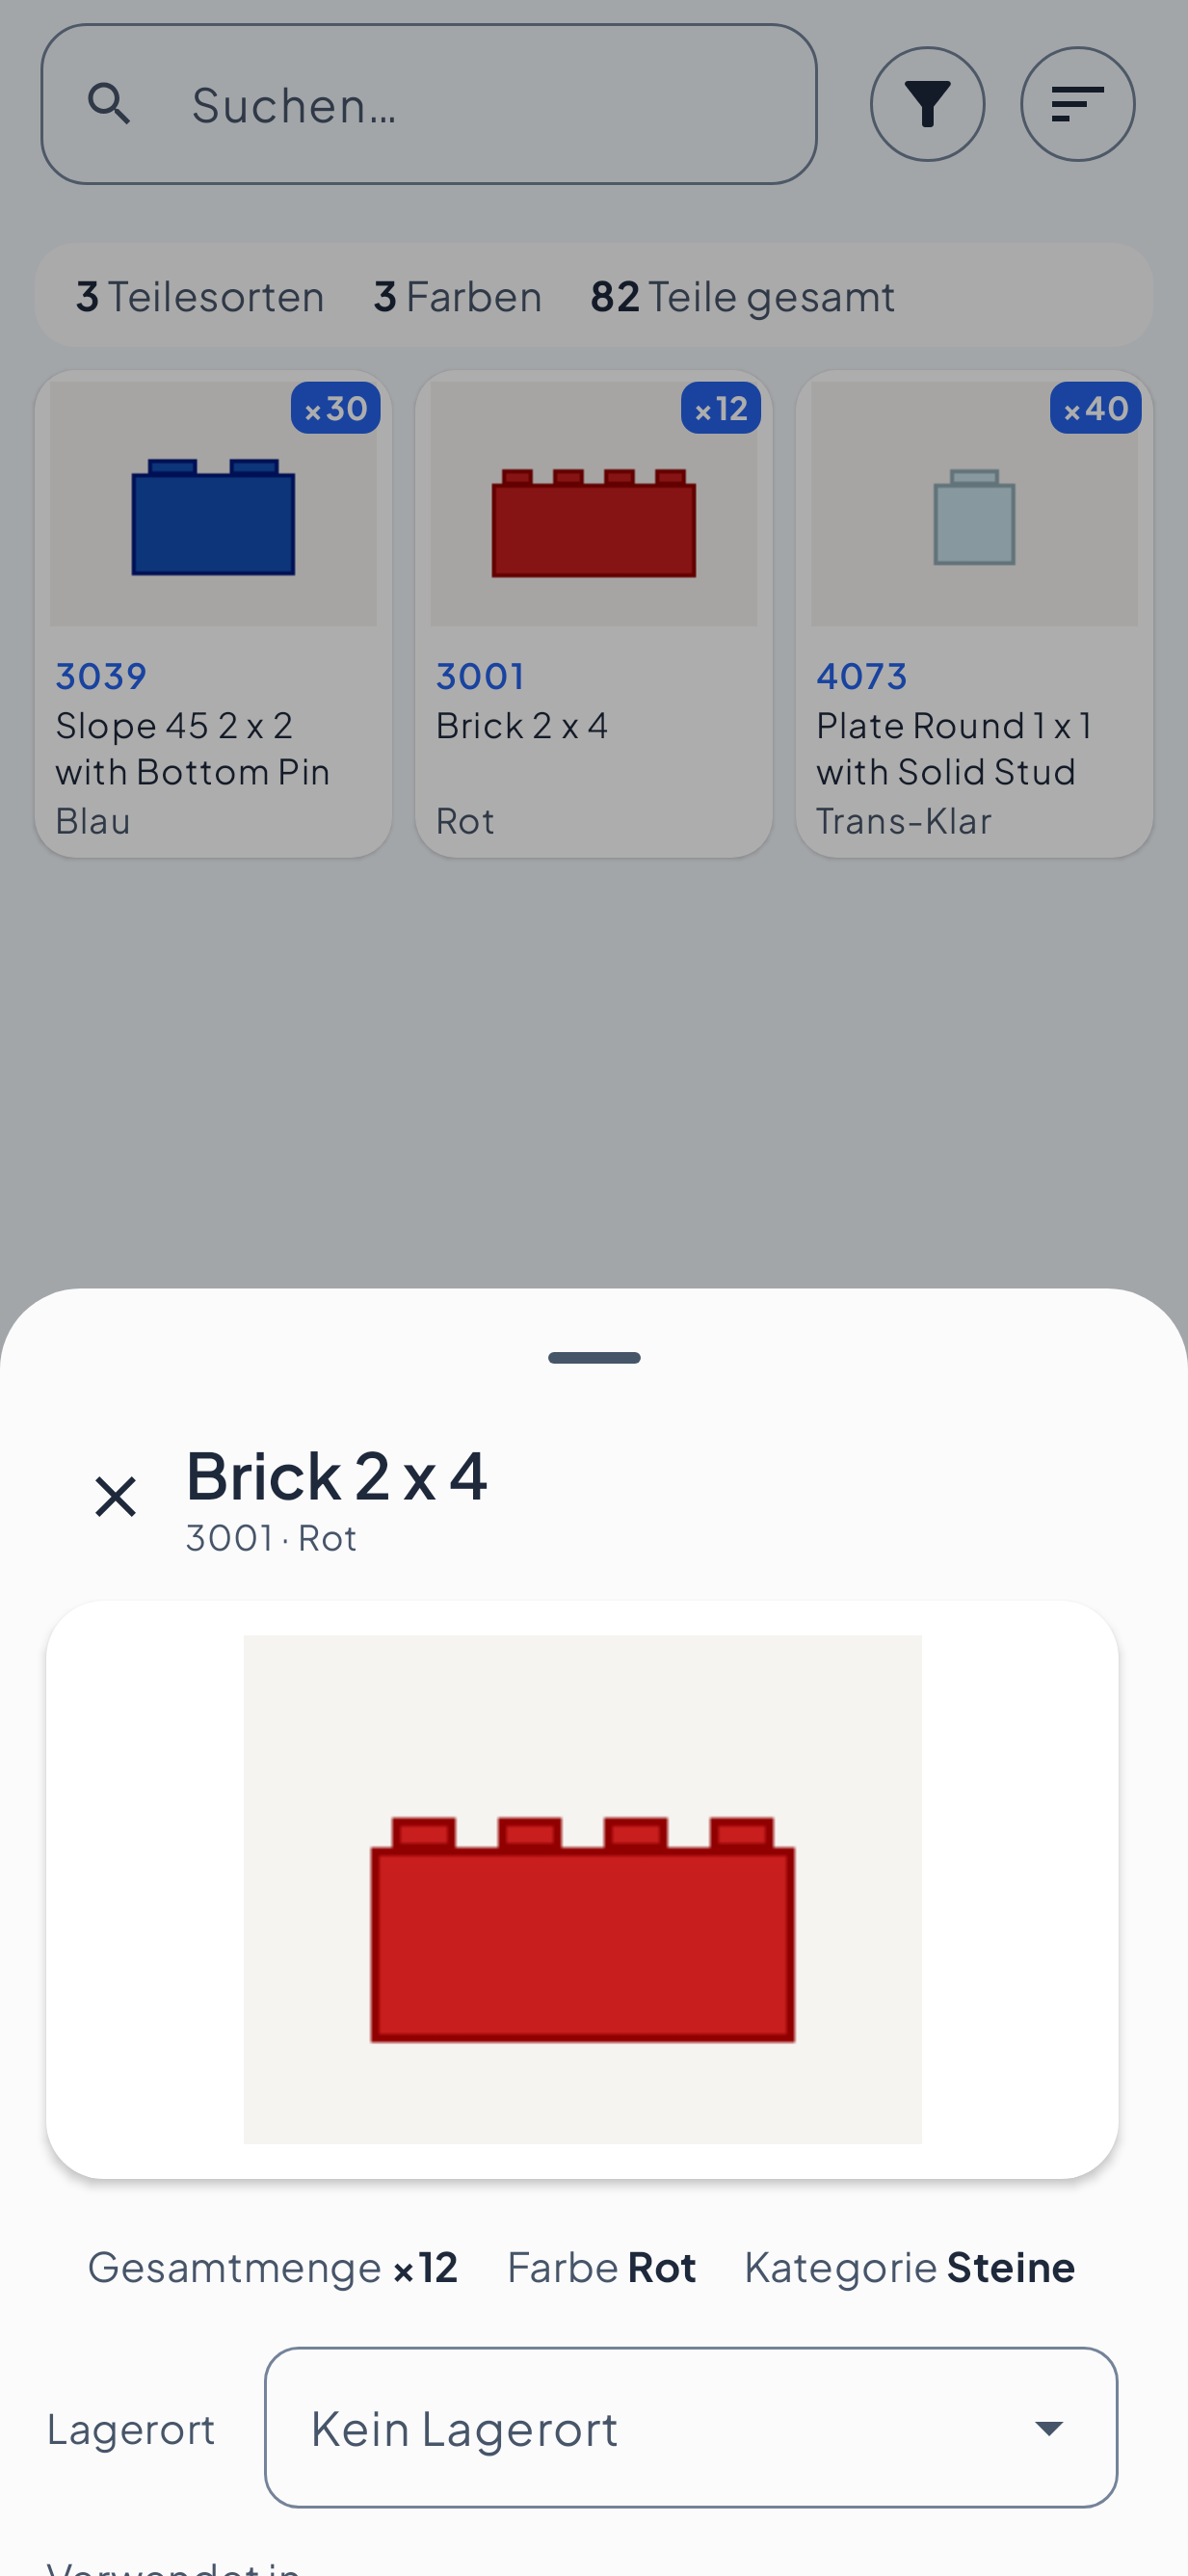 Suchen…
3 Teilesorten 3 Farben 82 Teile gesamt
×30
×12
×40
3039
Slope 45 2 x 2
with Bottom Pin
Blau
3001
Brick 2 x 4
Rot
4073
Plate Round 1 x 1
with Solid Stud
Trans-Klar
Brick 2 x 4
3001 · Rot
Gesamtmenge ×12 Farbe Rot Kategorie Steine
Lagerort
Kein Lagerort
Verwendet in